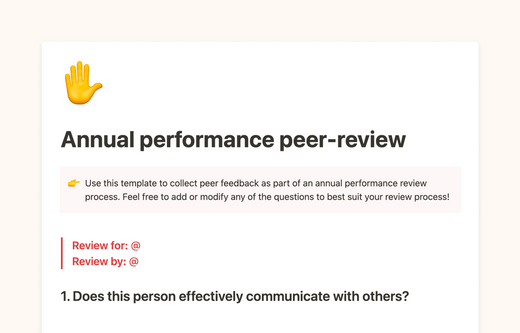 Annual performance peer-review
Use this template to collect peer feedback as part of an annual performance review
process. Feel free to add or modify any of the questions to best suit your review process!
Review for: @
Review by: @
1. Does this person effectively communicate with others?